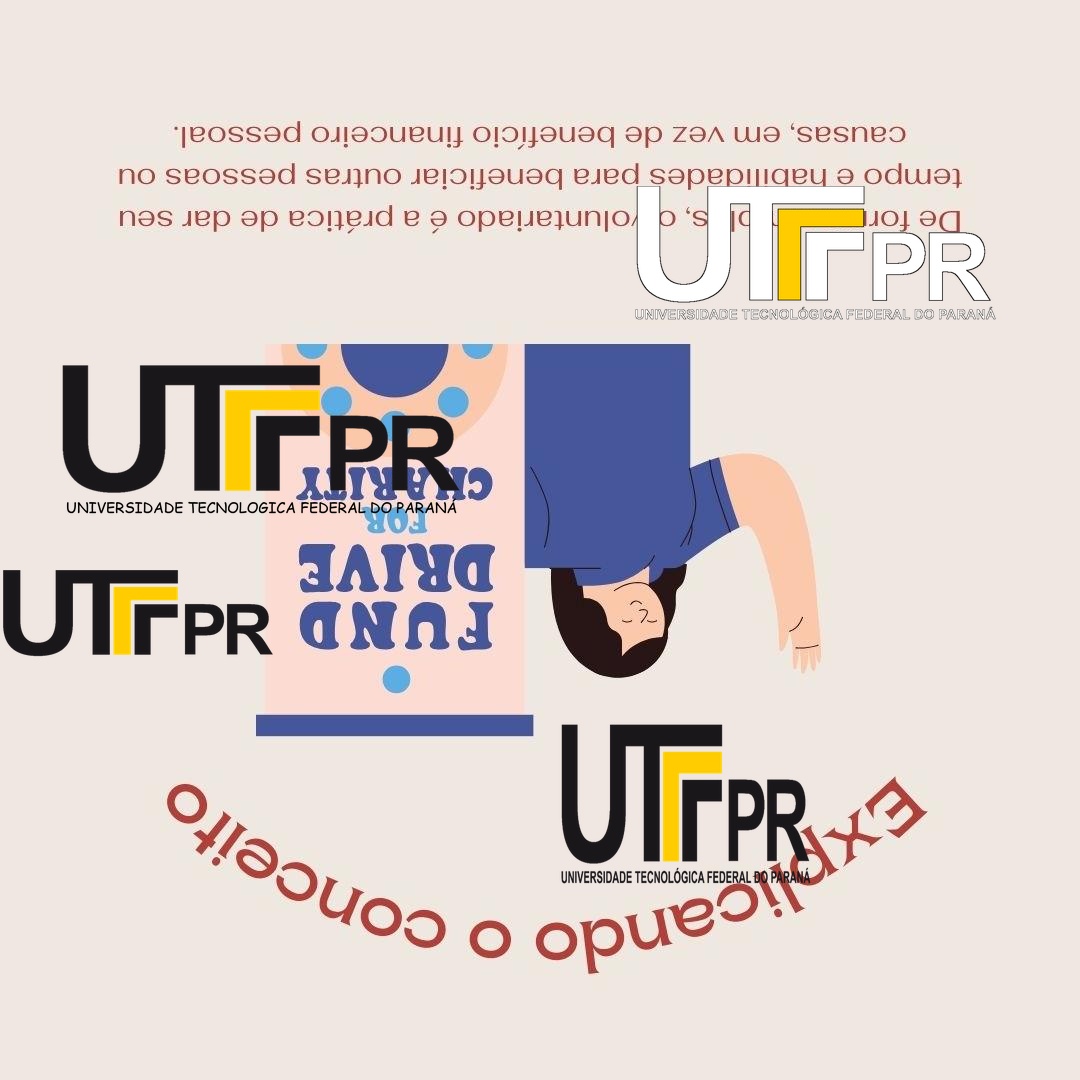 Explicando o conceito
FUND
DRIVE
FOR
CHARITY
De forma simples, o voluntariado é a prática de dar seu
tempo e habilidades para beneficiar outras pessoas ou
causas, em vez de benefício financeiro pessoal.
UTFPR
UNIVERSIDADE TECNOLÓGICA FEDERAL DO PARANÁ
UTFPR
UNIVERSIDADE TECNOLOGICA FEDERAL DO PARANÁ
UTFPR
UTFPR
UNIVERSIDADE TECNOLÓGICA FEDERAL DO PARANÁ